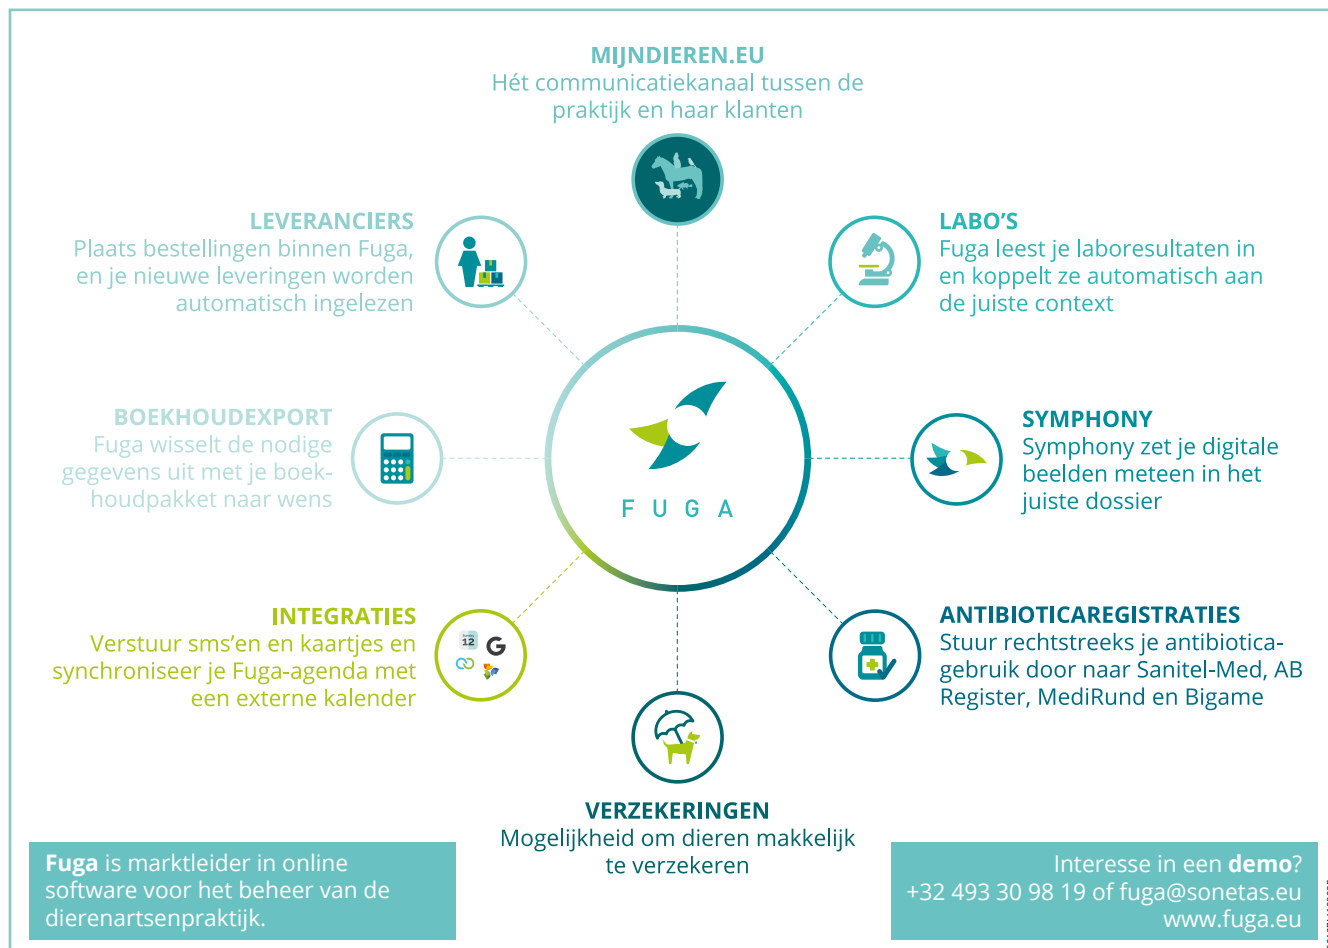 MIJNDIEREN.EU
Hét communicatiekanaal tussen de
praktijk en haar klanten
LEVERANCIERS
Plaats bestellingen binnen Fuga,
en je nieuwe leveringen worden
automatisch ingelezen
LABO'S
Fuga leest je laboresultaten in
en koppelt ze automatisch aan
de juiste context
BOEKHOUDEXPORT
Fuga wisselt de nodige
gegevens uit met je boek-
houdpakket naar wens
FUGA
SYMPHONY
Symphony zet je digitale
beelden meteen in het
juiste dossier
INTEGRATIES
Verstuur sms'en en kaartjes en
synchroniseer je Fuga-agenda met
een externe kalender
12
G
ANTIBIOTICAREGISTRATIES
Stuur rechtstreeks je antibiotica-
gebruik door naar Sanitel-Med, AB
Register, MediRund en Bigame
VERZEKERINGEN
Mogelijkheid om dieren makkelijk
te verzekeren
Fuga is marktleider in online
software voor het beheer van de
dierenartsenpraktijk.
Interesse in een demo?
+32 493 30 98 19 of fuga@sonetas.eu
www.fuga.eu